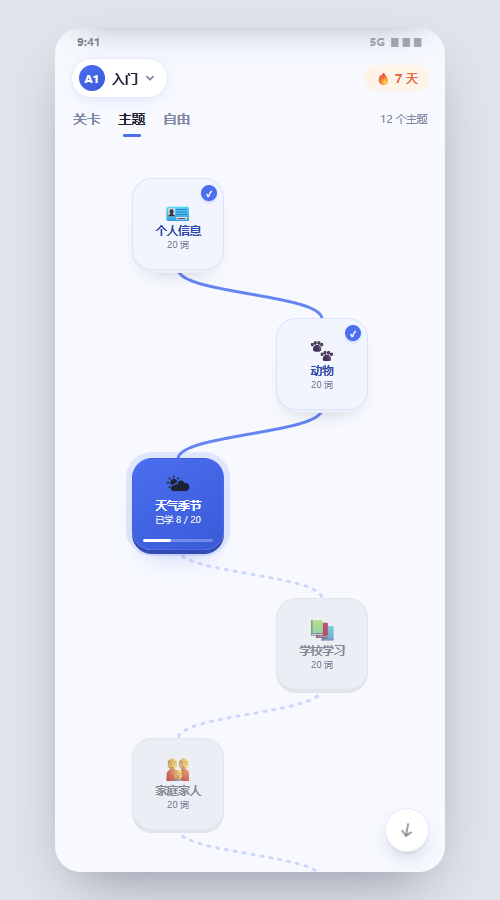 9:41
5G
A1 入门
7 天
关卡 主题 自由
12 个主题
个人信息
20 词
动物
20 词
天气季节
已学 8 / 20
学校学习
20 词
家庭家人
20 词